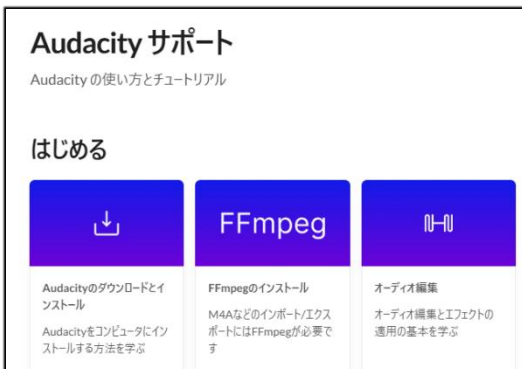 Audacity サポート
Audacity の使い方とチュートリアル
はじめる
FFmpeg
Audacityのダウンロードとイ
ンストール
Audacityをコンピュータにイン
ストールする方法を学ぶ
FFmpegのインストール
M4Aなどのインポート/エクス
ポートにはFFmpegが必要で
す
オーディオ編集
オーディオ編集とエフェクトの
適用の基本を学ぶ